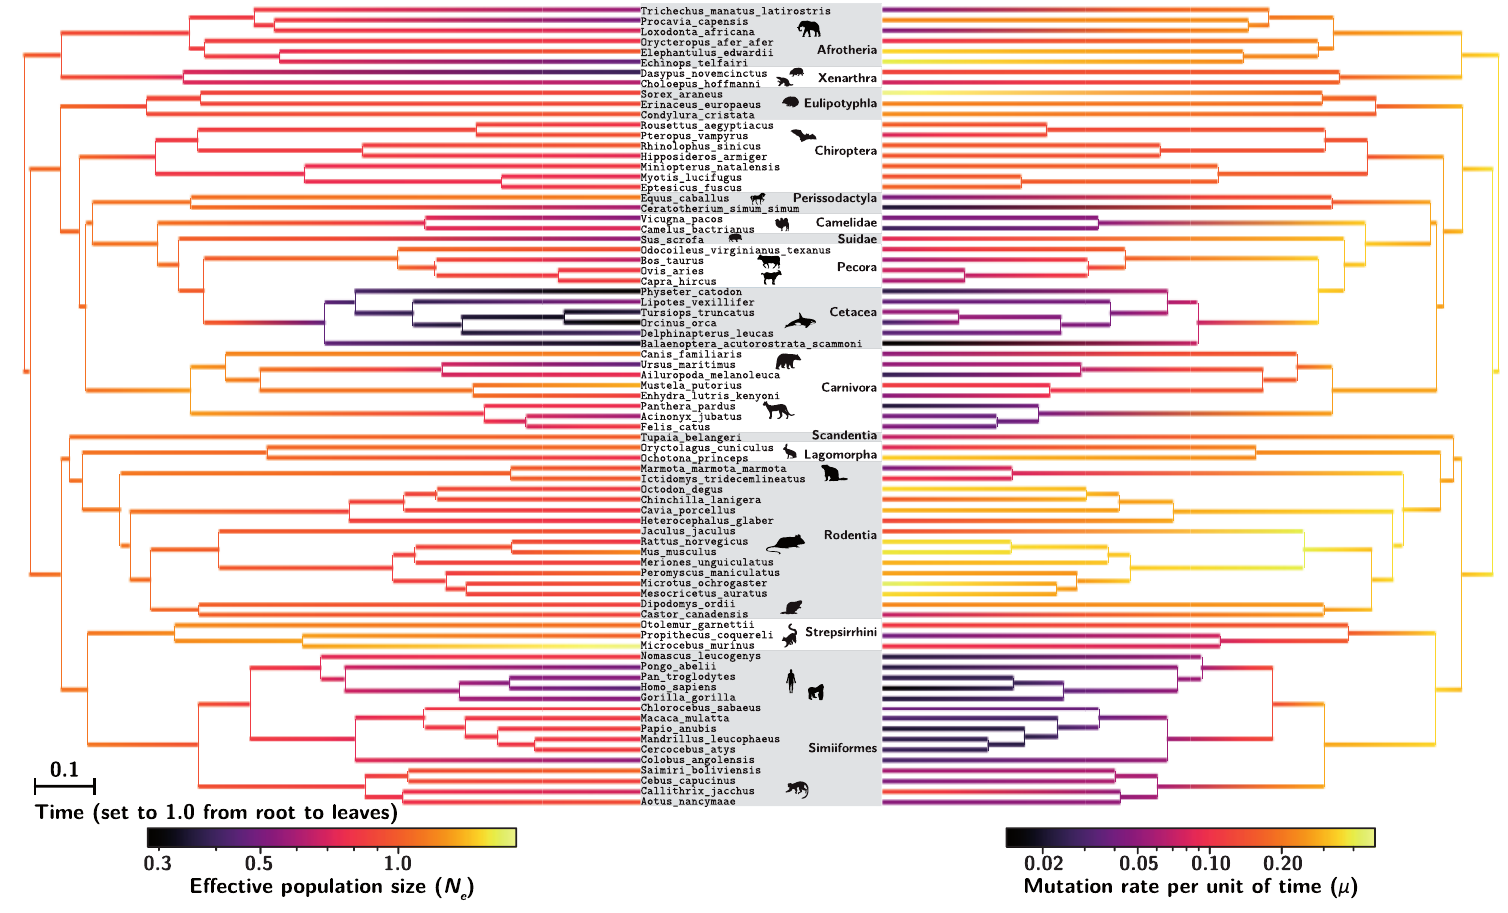 Trichechus_manatus_latirostris
Procavia_capensis
Loxodonta_africana
Orycteropus_afer_afer
Elephantulus_edwardii
Afrotheria
Echinops_telfairi
Dasypus_novemcinctus
Xenarthra
Choloepus_hoffmanni
Sorex_araneus
Erinaceus_europaeus
Eulipotyphla
Condylura_cristata
Rousettus_aegyptiacus
Pteropus_vampyrus
Rhinolophus_sinicus
Chiroptera
Hipposideros_armiger
Miniopterus_natalensis
Myotis_lucifugus
Eptesicus_fuscus
Equus_caballus
Perissodactyla
Ceratotherium_simum_simum
Vicugna_pacos
Camelidae
Camelus_bactrianus
Sus_scrofa
Suidae
Odocoileus_virginianus_texanus
Bos_taurus
Pecora
Ovis_aries
Capra_hircus
Physeter_catodon
Lipotes_vexillifer
Tursiops_truncatus
Cetacea
Orcinus_orca
Delphinapterus_leucas
Balaenoptera_acutorostrata_scammoni
Canis_familiaris
Ursus_maritimus
Ailuropoda_melanoleuca
Mustela_putorius
Carnivora
Enhydra_lutris_kenyoni
Panthera_pardus
Acinonyx_jubatus
Felis_catus
Tupaia_belangeri
Scandentia
Oryctolagus_cuniculus
Lagomorpha
Ochotona_princeps
Marmota_marmota_marmota
Ictidomys_tridecemlineatus
Octodon_degus
Chinchilla_lanigera
Cavia_porcellus
Heterocephalus_glaber
Jaculus_jaculus
Rodentia
Rattus_norvegicus
Mus_musculus
Meriones_unguiculatus
Peromyscus_maniculatus
Microtus_ochrogaster
Mesocricetus_auratus
Dipodomys_ordii
Castor_canadensis
Otolemur_garnettii
Strepsirrhini
Propithecus_coquereli
Microcebus_murinus
Nomascus_leucogenys
Pongo_abelii
Pan_troglodytes
Homo_sapiens
Gorilla_gorilla
Chlorocebus_sabaeus
Macaca_mulatta
Papio_anubis
Mandrillus_leucophaeus
Simiiformes
Cercocebus_atys
Colobus_angolensis
Saimiri_boliviensis
Cebus_capucinus
Callithrix_jacchus
Aotus_nancymaae
0.1
Time (set to 1.0 from root to leaves)
0.3 0.5 1.0
Effective population size (Ne)
0.02 0.05 0.10 0.20
Mutation rate per unit of time (μ)